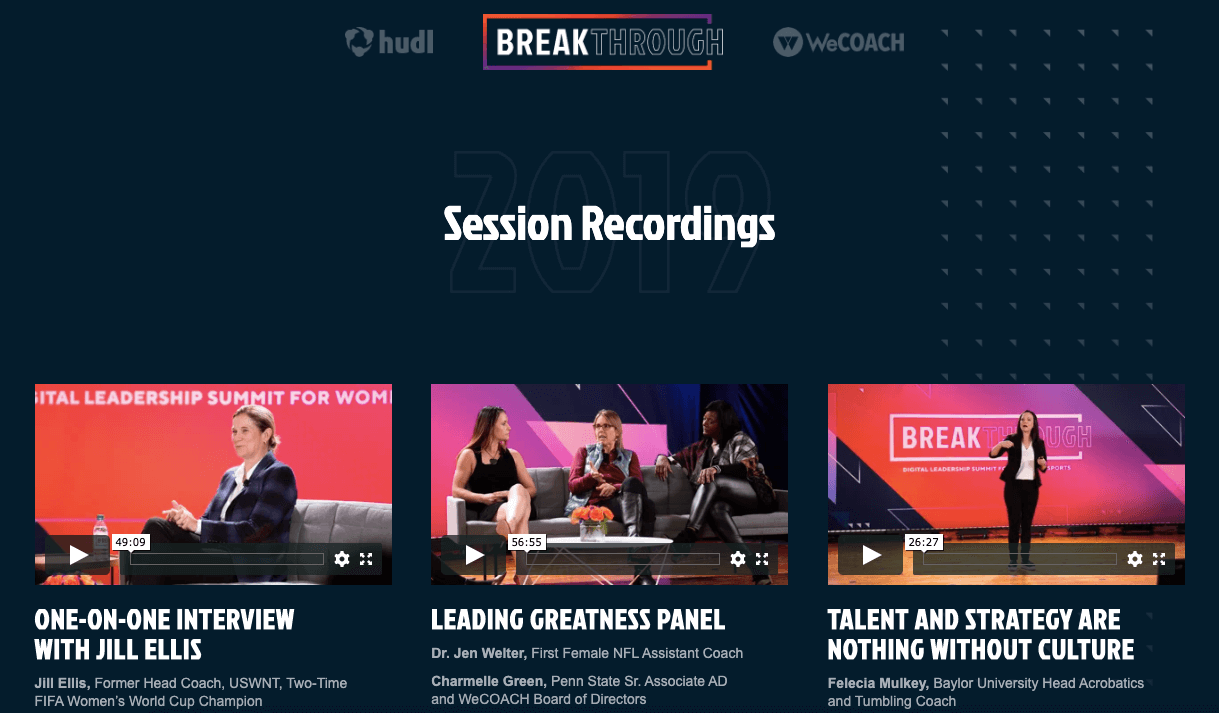 hudl
BREAKTHROUGH
WeCOACH
2019
Session Recordings
ITAL LEADERSHIP SUMMIT FOR WOM
49:09
56:55
BREAKTHROUGH
DIGITAL LEADERSHIP SUMMIT FOR
SPORTS
26:27
ONE-ON-ONE INTERVIEW
WITH JILL ELLIS
Jill Ellis, Former Head Coach, USWNT, Two-Time
FIFA Women's World Cup Champion
LEADING GREATNESS PANEL
Dr. Jen Welter, First Female NFL Assistant Coach
Charmelle Green, Penn State Sr. Associate AD
and WeCOACH Board of Directors
TALENT AND STRATEGY ARE
NOTHING WITHOUT CULTURE
Felecia Mulkey, Baylor University Head Acrobatics
and Tumbling Coach